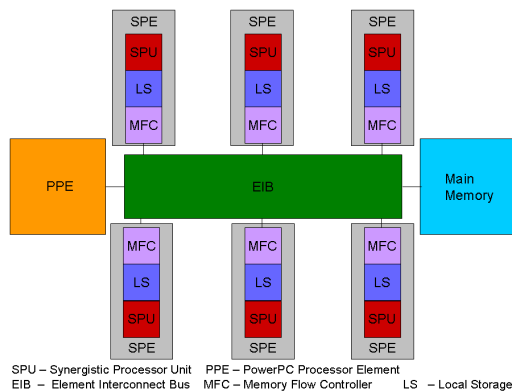 SPE SPE SPE
SPU SPU SPU
LS LS LS
MFC MFC MFC
PPE EIB Main
Memory
MFC MFC MFC
LS LS LS
SPU SPU SPU
SPE SPE SPE
SPU – Synergistic Processor Unit PPE – PowerPC Processor Element
EIB – Element Interconnect Bus MFC – Memory Flow Controller LS – Local Storage